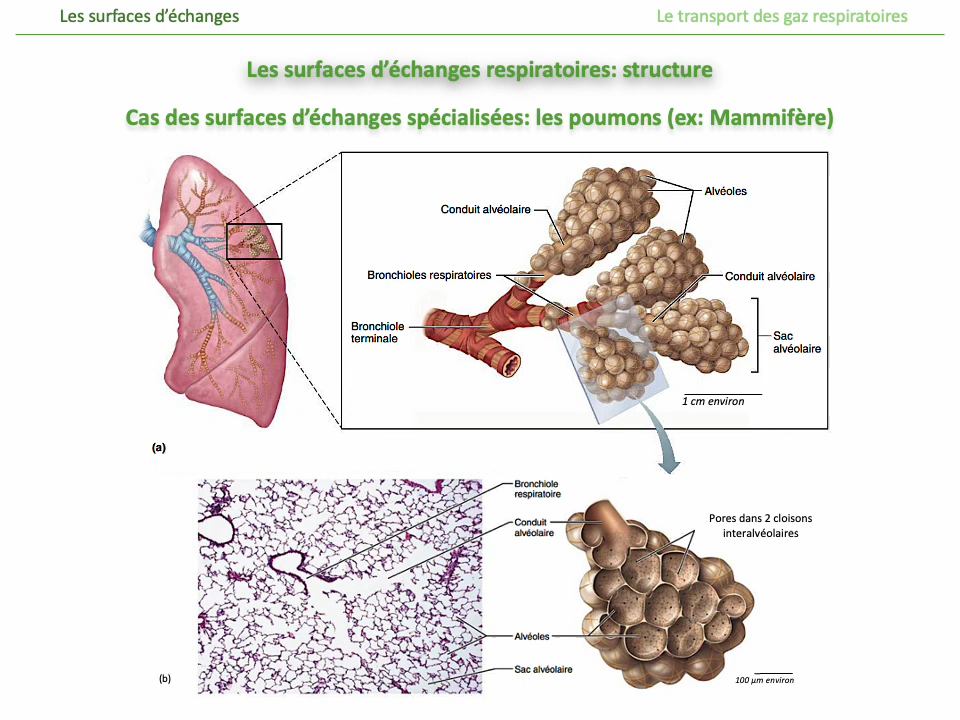 Les surfaces d’échanges
Le transport des gaz respiratoires
Les surfaces d’échanges respiratoires: structure
Cas des surfaces d’échanges spécialisées: les poumons (ex: Mammifère)
Alvéoles
Conduit alvéolaire
Bronchioles respiratoires
Conduit alvéolaire
Bronchiole
terminale
Sac
alvéolaire
1 cm environ
(a)
Bronchiole
respiratoire
Conduit
alvéolaire
Pores dans 2 cloisons
interalvéolaires
Alvéoles
Sac alvéolaire
(b)
100 µm environ